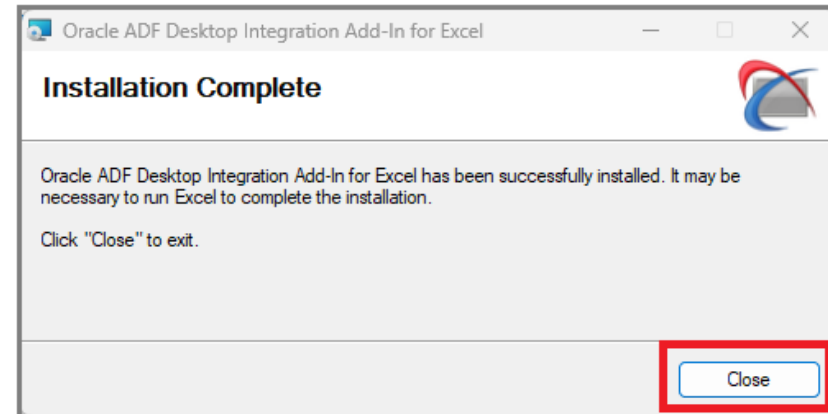 Oracle ADF Desktop Integration Add-In for Excel
Installation Complete
Oracle ADF Desktop Integration Add-In for Excel has been successfully installed. It may be
necessary to run Excel to complete the installation.
Click "Close" to exit.
Close